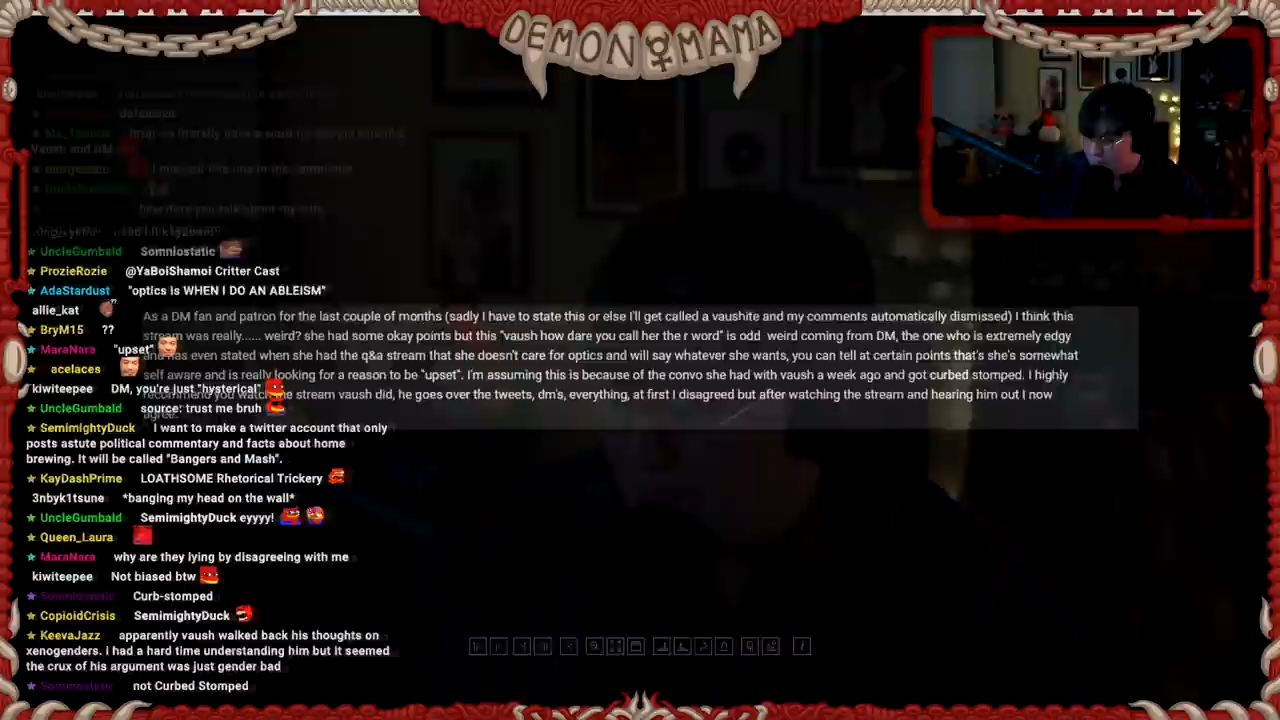 DEMON MAMA
UncleGumbald Somniostatic
ProzieRozie @YaBoiShamoi Critter Cast
AdaStardust "optics is WHEN I DO AN ABLEISM"
allie_kat
BryM15 ??
MaraNara "upset"
acelaces
kiwiteepee DM, you're just "hysterical"
UncleGumbald source: trust me bruh
SemimightyDuck I want to make a twitter account that only
posts astute political commentary and facts about home
brewing. It will be called "Bangers and Mash".
KayDashPrime LOATHSOME Rhetorical Trickery
3nbyk1tsune *banging my head on the wall*
UncleGumbald SemimightyDuck eyyyy!
Queen_Laura
MaraNara why are they lying by disagreeing with me
kiwiteepee Not biased btw
Somniostatic Curb-stomped
CopioidCrisis SemimightyDuck
KeevaJazz apparently vaush walked back his thoughts on
xenogenders. i had a hard time understanding him but it seemed
the crux of his argument was just gender bad
Somniostatic not Curbed Stomped
As a DM fan and patron for the last couple of months (sadly I have to state this or else I'll get called a vaushite and my comments automatically dismissed) I think this
stream was really...... weird? she had some okay points but this "vaush how dare you call her the r word" is odd weird coming from DM, the one who is extremely edgy
and has even stated when she had the q&a stream that she doesn't care for optics and will say whatever she wants, you can tell at certain points that's she's somewhat
self aware and is really looking for a reason to be "upset". I'm assuming this is because of the convo she had with vaush a week ago and got curbed stomped. I highly
recommend you watch the stream vaush did, he goes over the tweets, dm's, everything, at first I disagreed but after watching the stream and hearing him out I now
agree.